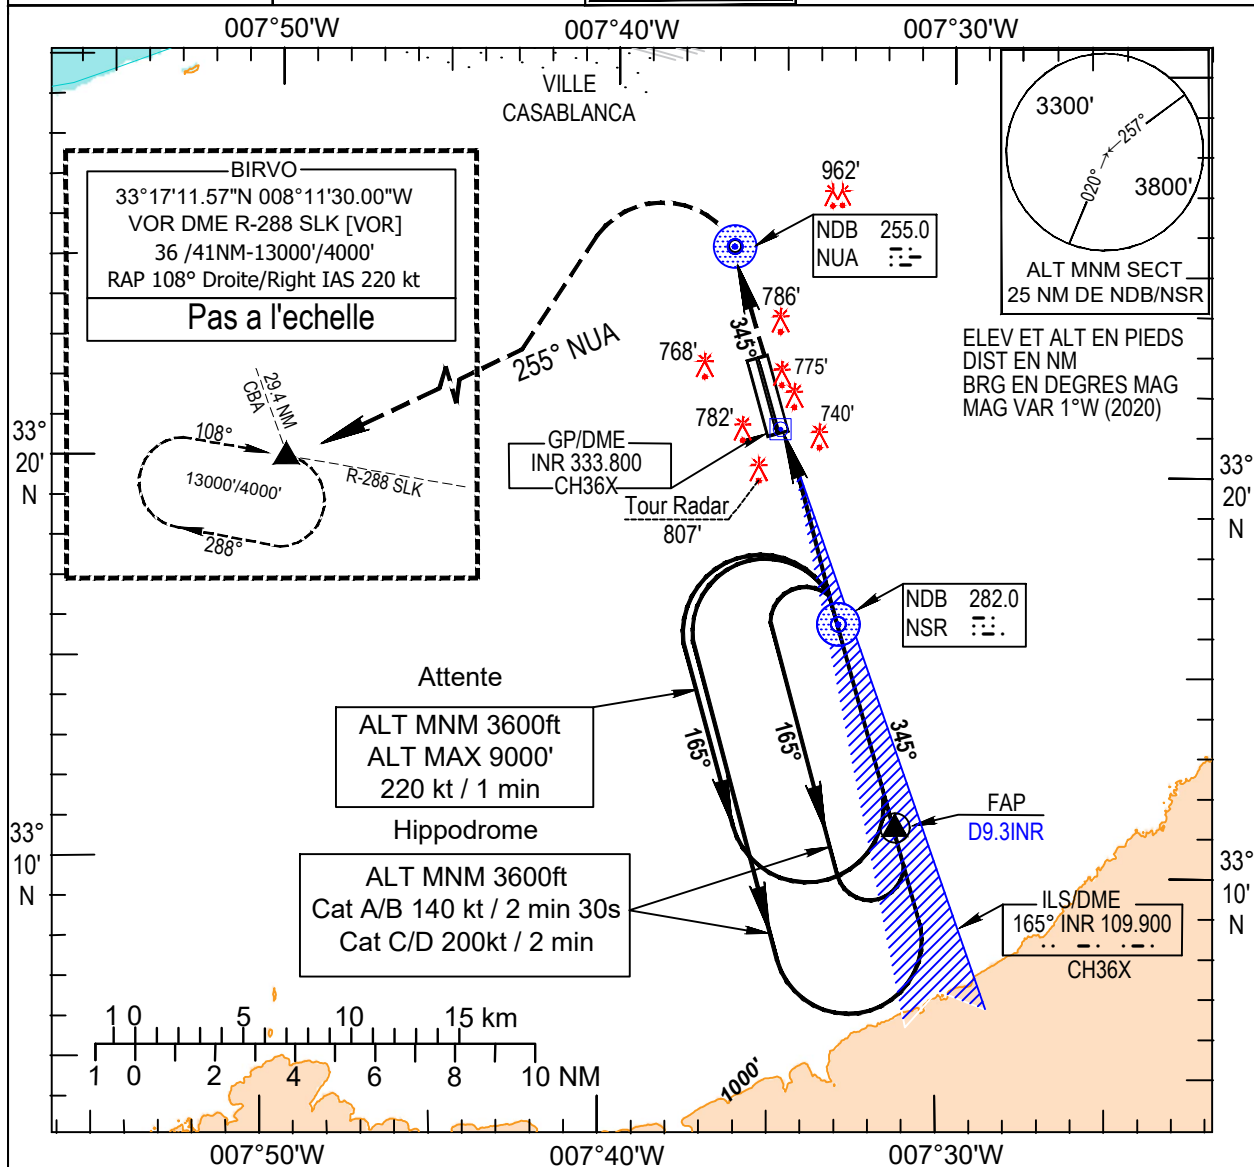 007°50'W
007°40'W
007°30'W
VILLE
CASABLANCA
3300'
257°
020°
3800'
ALT MNM SECT
25 NM DE NDB/NSR
BIRVO
33°17'11.57"N 008°11'30.00"W
VOR DME R-288 SLK [VOR]
36 /41NM-13000'/4000'
RAP 108° Droite/Right IAS 220 kt
Pas a l'echelle
962'
NDB 255.0
NUA
786'
345°
768'
775'
782'
740'
255° NUA
ELEV ET ALT EN PIEDS
DIST EN NM
BRG EN DEGRES MAG
MAG VAR 1°W (2020)
29.4 NM
CBA
108°
13000'/4000'
R-288 SLK
288°
33°
20'
N
GP/DME
INR 333.800
CH36X
Tour Radar
807'
33°
20'
N
NDB 282.0
NSR
Attente
ALT MNM 3600ft
ALT MAX 9000'
220 kt / 1 min
165°
165°
345°
Hippodrome
ALT MNM 3600ft
Cat A/B 140 kt / 2 min 30s
Cat C/D 200kt / 2 min
FAP
D9.3INR
33°
10'
N
33°
10'
N
ILS/DME
165° INR 109.900
CH36X
1 0 5 10 15 km
1 0 2 4 6 8 10 NM
1000'
007°50'W
007°40'W
007°30'W